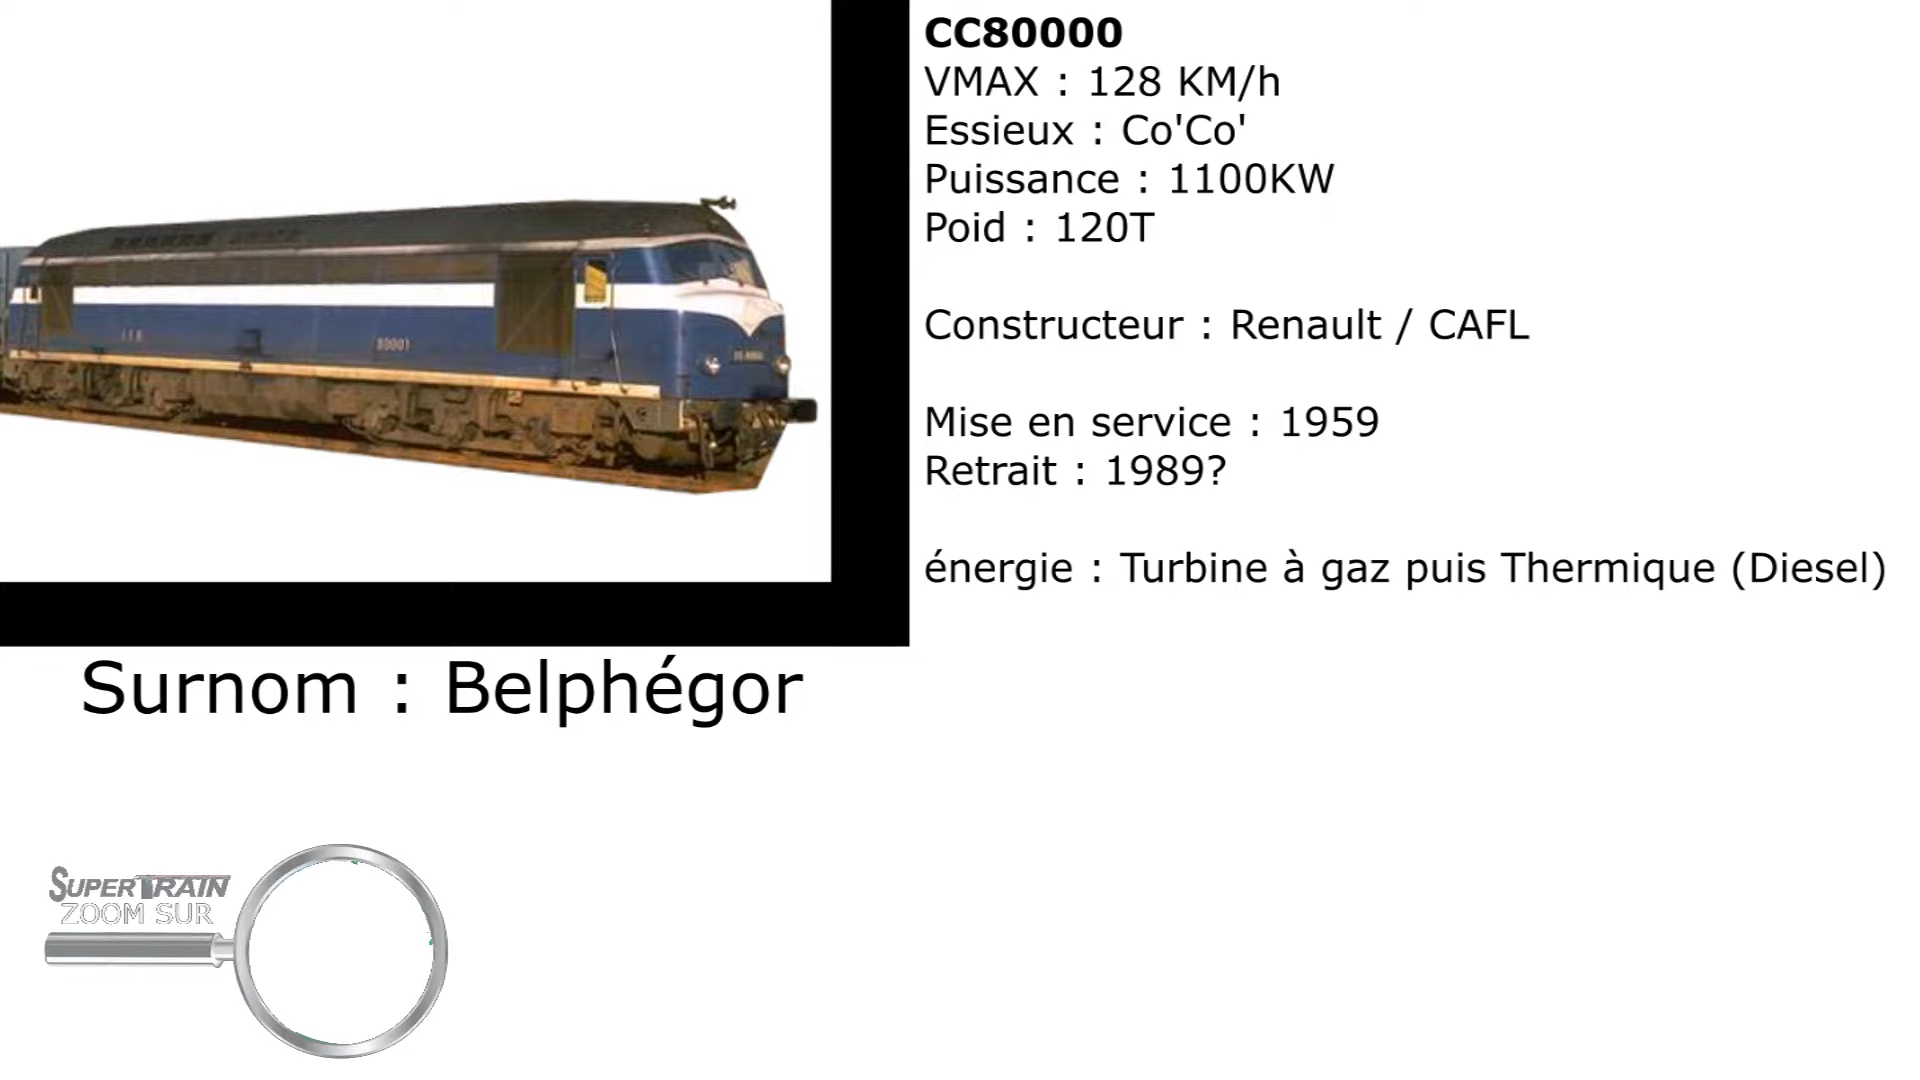 CC80000
VMAX : 128 KM/h
Essieux : Co'Co'
Puissance : 1100KW
Poid : 120T
Constructeur : Renault / CAFL
Mise en service : 1959
Retrait : 1989?
énergie : Turbine à gaz puis Thermique (Diesel)
80001
Surnom : Belphégor
SUPERTRAIN
ZOOM SUR